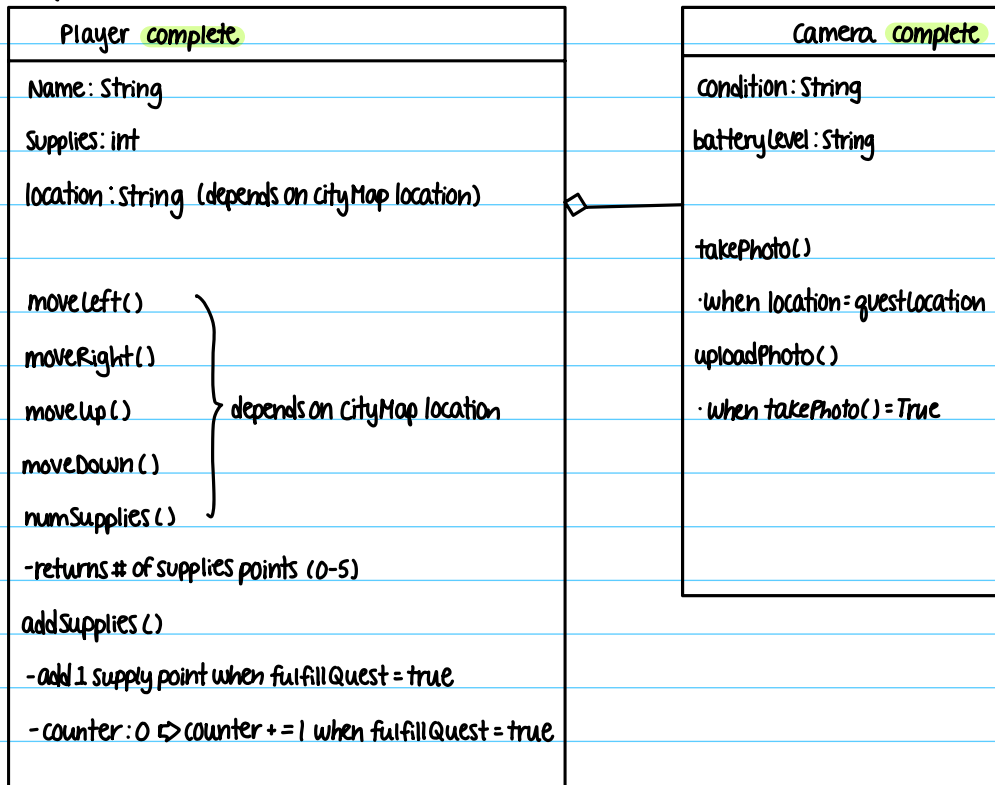 Player complete
Name: String
Supplies: int
location: String (depends on cityMap location)
moveLeft()
moveRight()
moveUp()
moveDown()
numSupplies()
depends on cityMap location
-returns # of supplies points (0-5)
addSupplies()
-add 1 supply point when fulfillQuest = true
-counter: 0 ⇨ counter += 1 when fulfillQuest = true
Camera complete
condition: String
batteryLevel: String
takePhoto()
·when location = questLocation
uploadPhoto()
·when takePhoto() = True